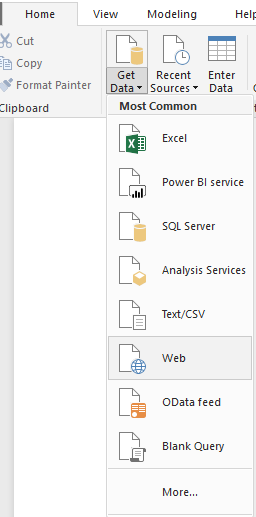 Home View Modeling Help
Cut
Copy
Format Painter
Clipboard
Get Data
Recent Sources
Enter Data
Most Common
Excel
Power BI service
SQL Server
Analysis Services
Text/CSV
Web
OData feed
Blank Query
More...